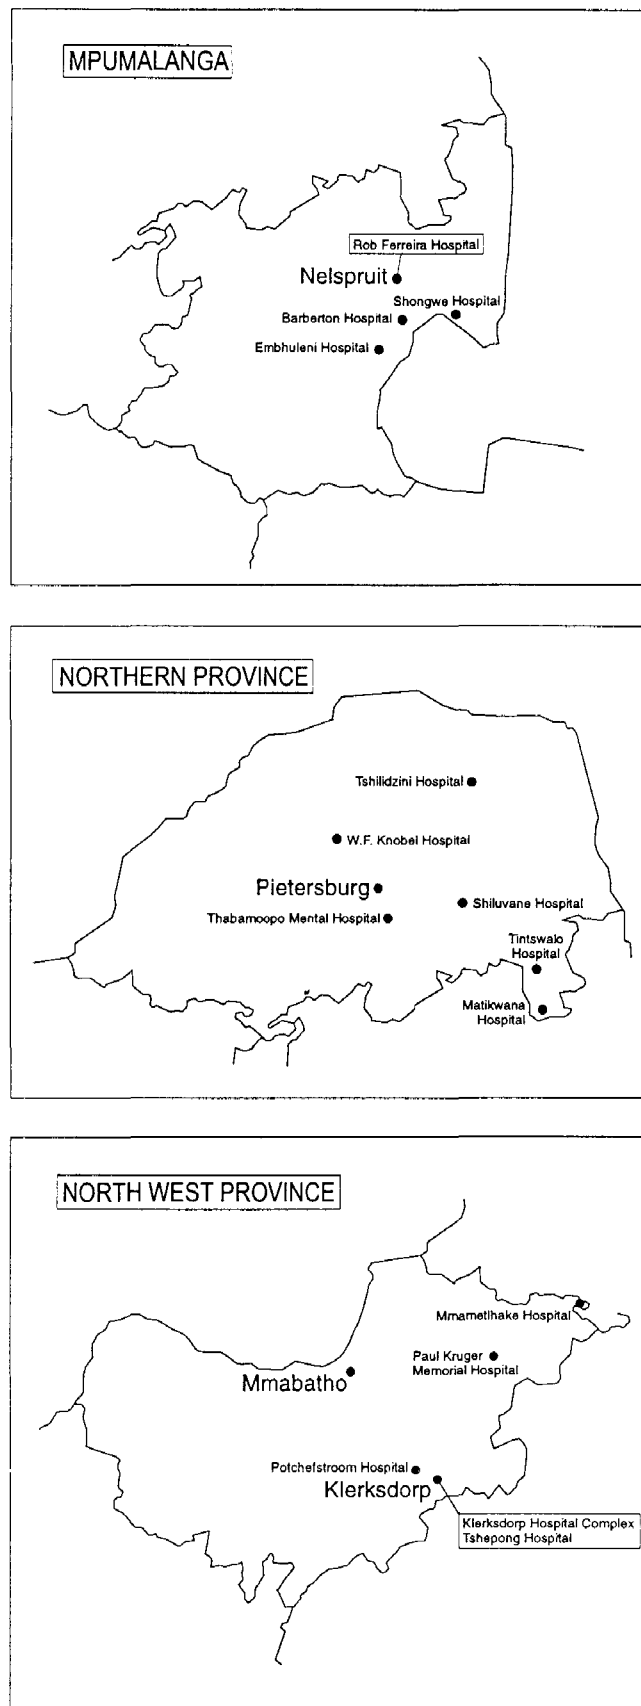 MPUMALANGA
Rob Ferreira Hospital
Nelspruit
Shongwe Hospital
Barberton Hospital
Embhuleni Hospital
NORTHERN PROVINCE
Tshilidzini Hospital
W.F. Knobel Hospital
Pietersburg
Shiluvane Hospital
Thabamoopo Mental Hospital
Tintswalo
Hospital
Matikwana
Hospital
NORTH WEST PROVINCE
Mmametlhake Hospital
Paul Kruger
Memorial Hospital
Mmabatho
Potchefstroom Hospital
Klerksdorp
Klerksdorp Hospital Complex
Tshepong Hospital